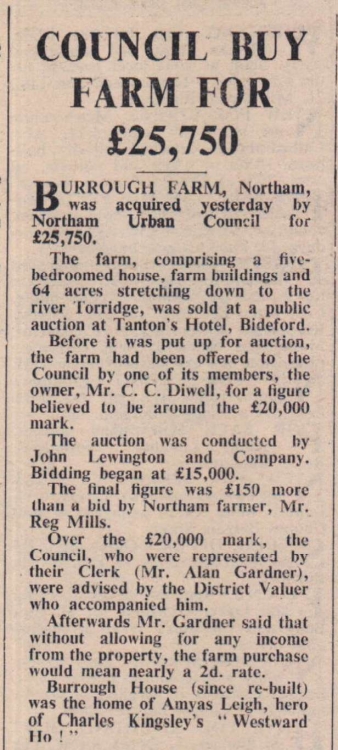 COUNCIL BUY
FARM FOR
£25,750
BURROUGH FARM, Northam,
was acquired yesterday by
Northam Urban Council for
£25,750.
The farm, comprising a five-
bedroomed house, farm buildings and
64 acres stretching down to the
river Torridge, was sold at a public
auction at Tanton's Hotel, Bideford.
Before it was put up for auction,
the farm had been offered to the
Council by one of its members, the
owner, Mr. C. C. Diwell, for a figure
believed to be around the £20,000
mark.
The auction was conducted by
John Lewington and Company.
Bidding began at £15,000.
The final figure was £150 more
than a bid by Northam farmer, Mr.
Reg Mills.
Over the £20,000 mark, the
Council, who were represented by
their Clerk (Mr. Alan Gardner),
were advised by the District Valuer
who accompanied him.
Afterwards Mr. Gardner said that
without allowing for any income
from the property, the farm purchase
would mean nearly a 2d. rate.
Burrough House (since re-built)
was the home of Amyas Leigh, hero
of Charles Kingsley's " Westward
Ho ! "